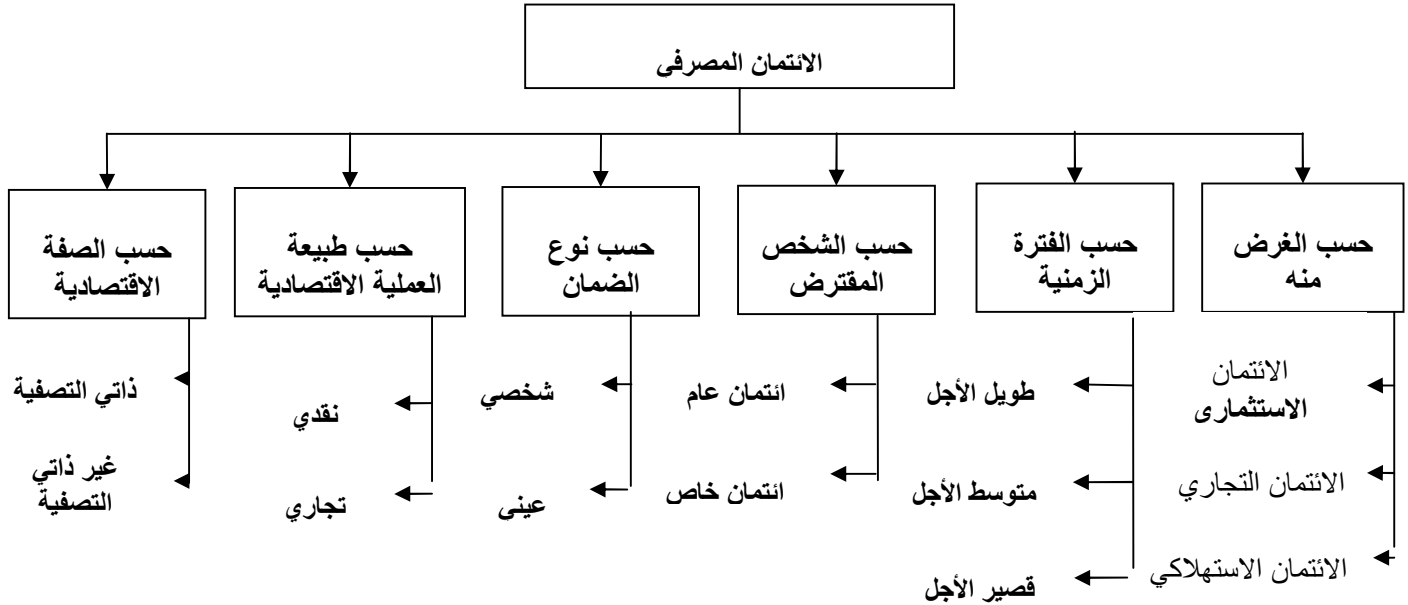 الائتمان المصرفى
حسب الغرض
منه
حسب الفترة
الزمنية
حسب الشخص
المقترض
حسب نوع
الضمان
حسب طبيعة
العملية الاقتصادية
حسب الصفة
الاقتصادية
الائتمان
الاستثمارى
الائتمان التجاري
الائتمان الاستهلاكي
طويل الأجل
متوسط الأجل
قصير الأجل
ائتمان عام
ائتمان خاص
شخصي
عينى
نقدي
تجاري
ذاتي التصفية
غير ذاتي
التصفية